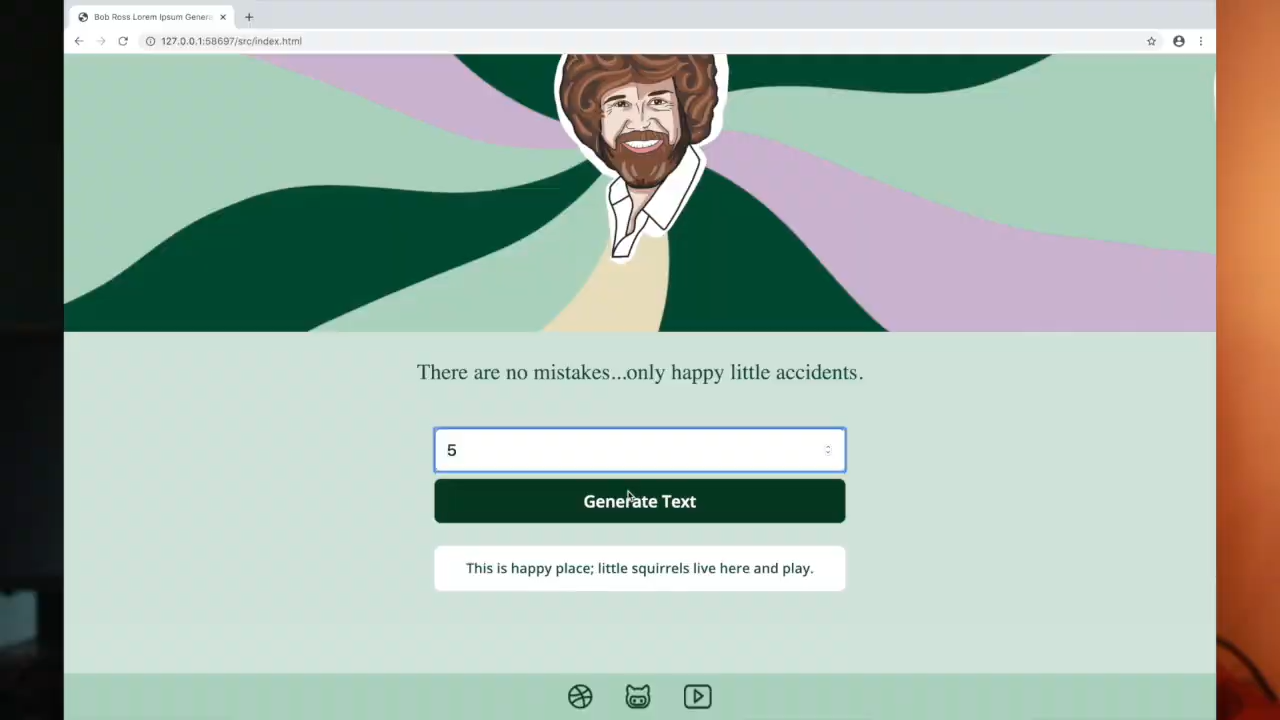 Bob Ross Lorem Ipsum Genera
127.0.0.1:58697/src/index.html
There are no mistakes...only happy little accidents.
5
Generate Text
This is happy place; little squirrels live here and play.